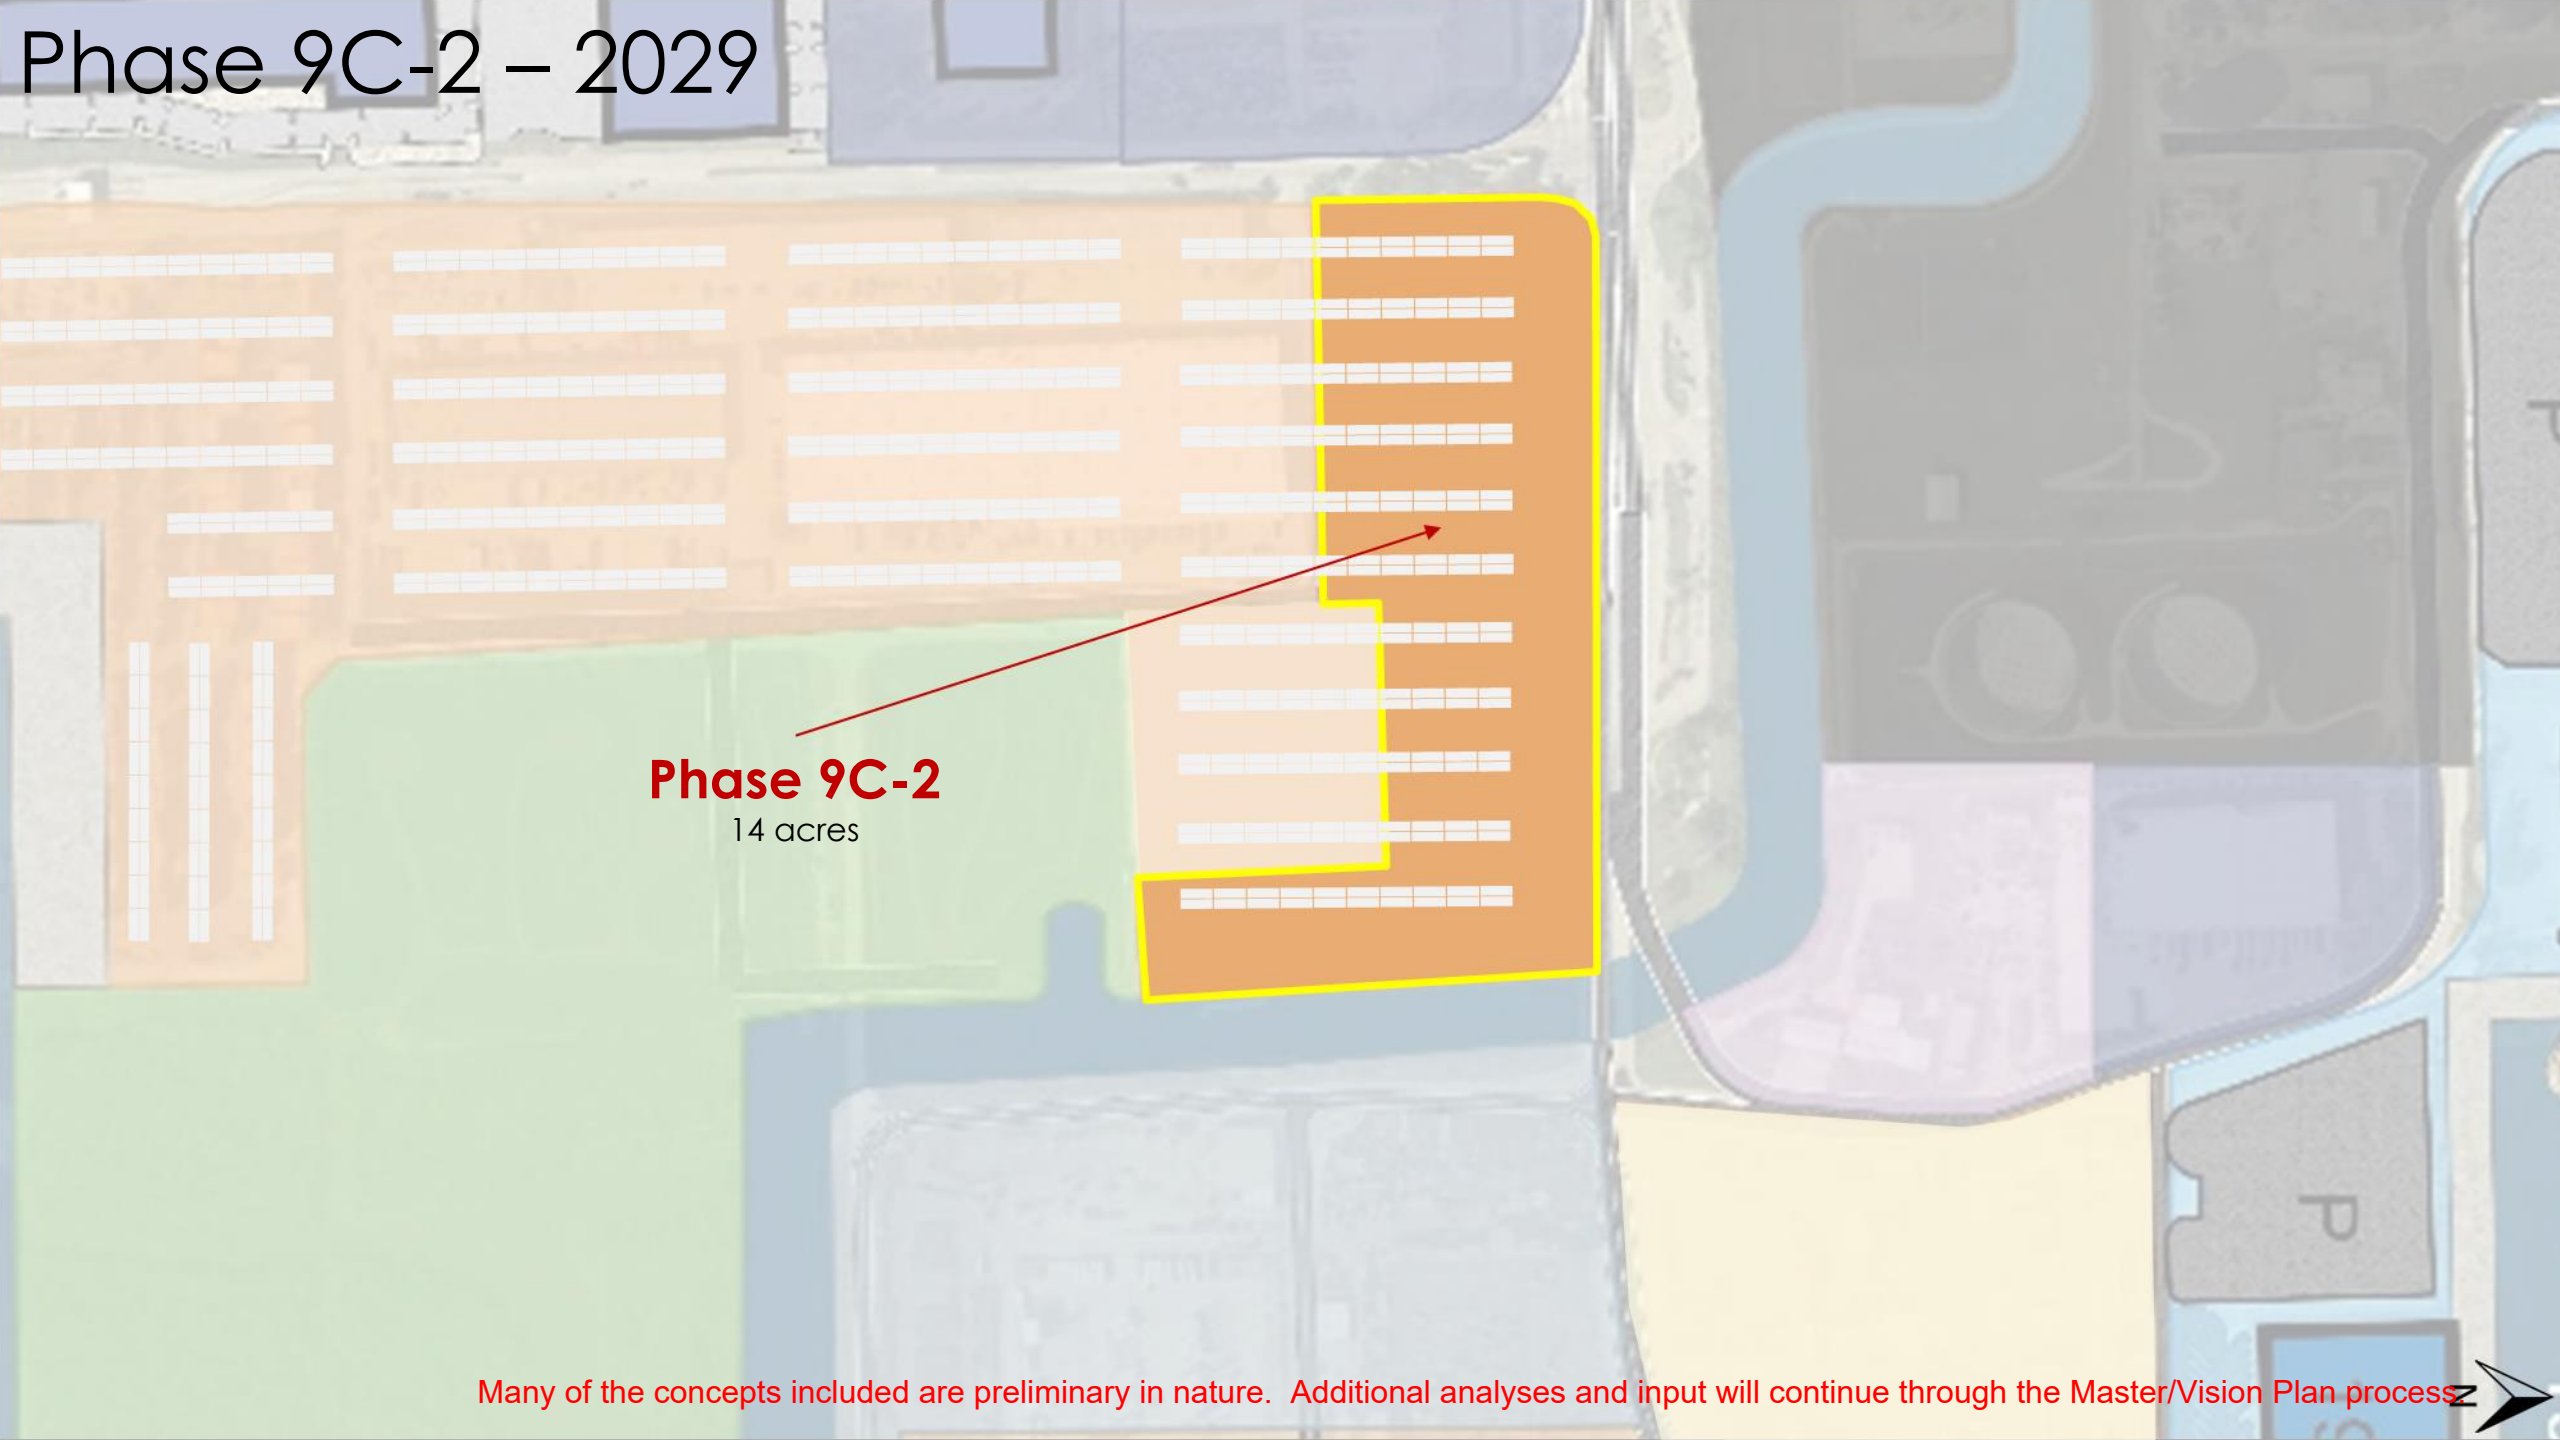 Phase 9C-2 – 2029
P
Phase 9C-2
14 acres
P
Many of the concepts included are preliminary in nature.  Additional analyses and input will continue through the Master/Vision Plan process.
N